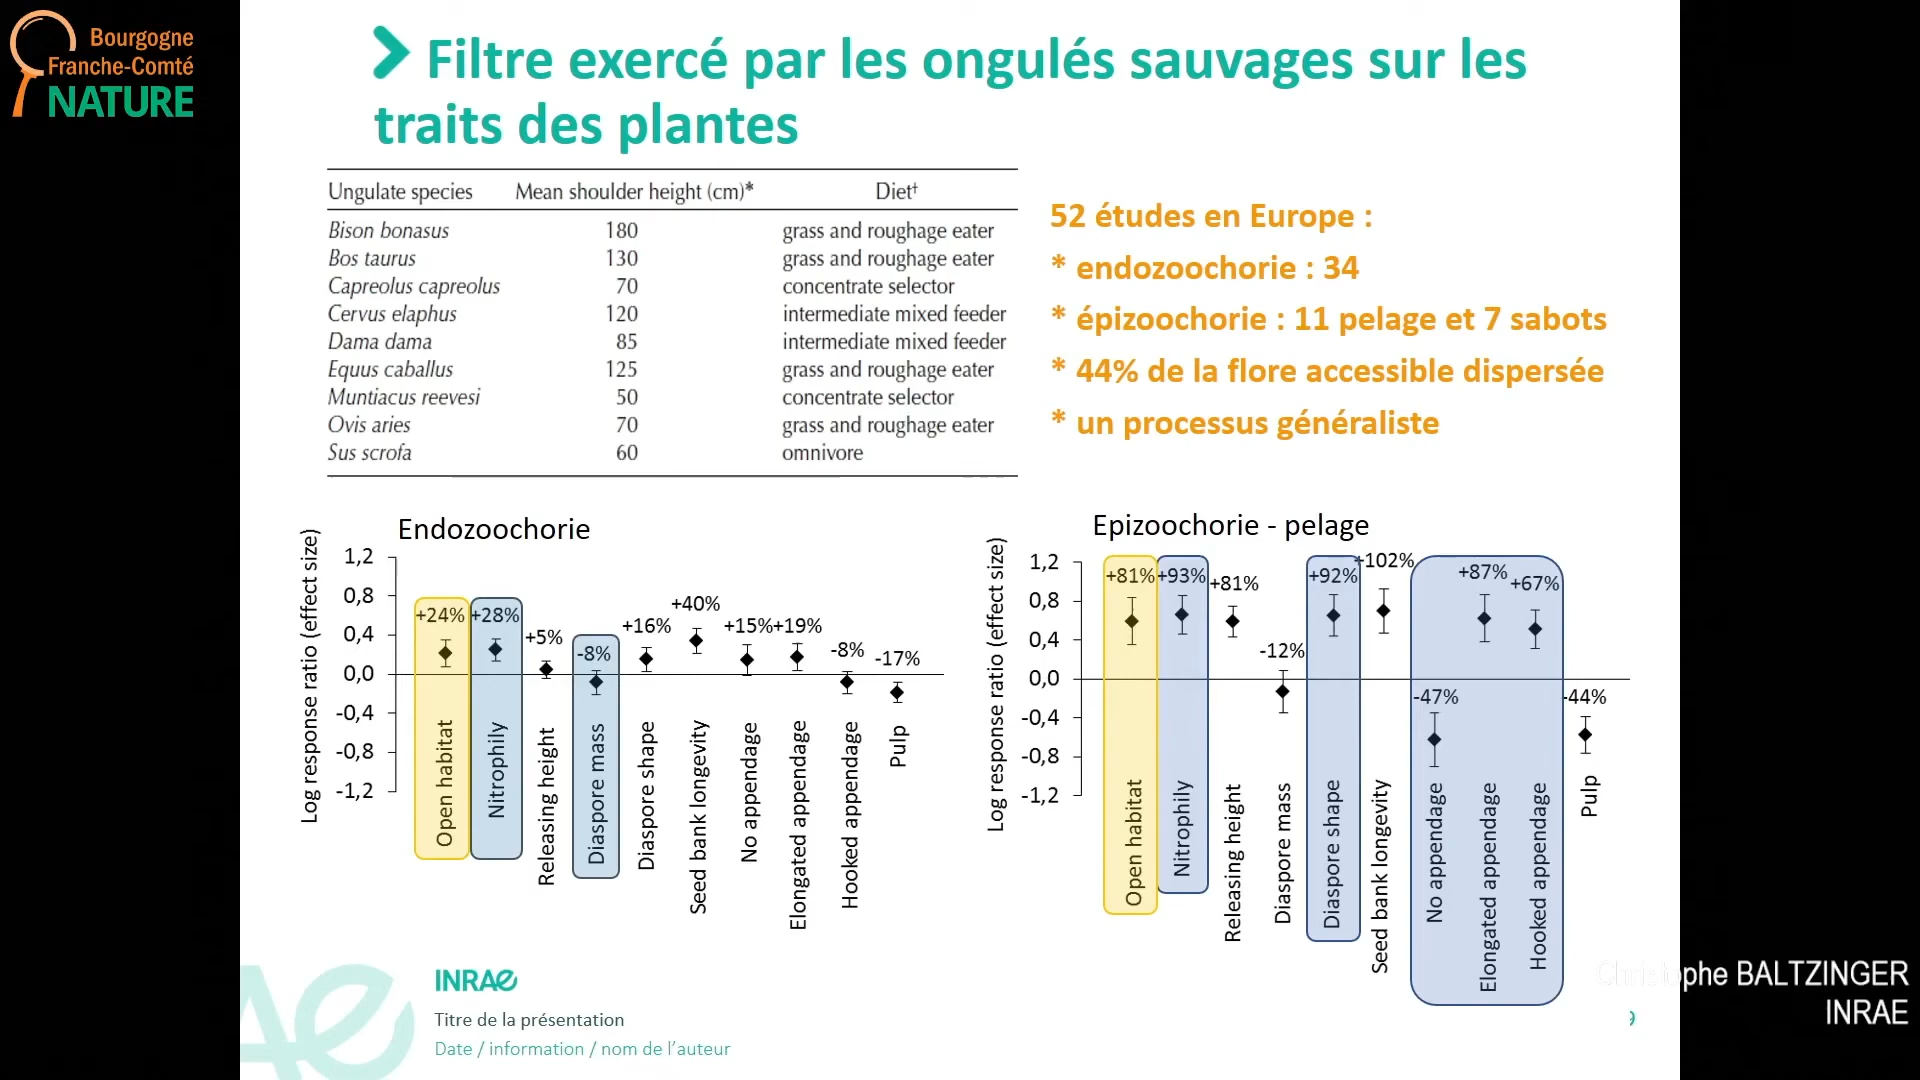 Bourgogne
Franche-Comté
NATURE
Filtre exercé par les ongulés sauvages sur les
traits des plantes
Ungulate species Mean shoulder height (cm)* Diet†
Bison bonasus 180 grass and roughage eater
Bos taurus 130 grass and roughage eater
Capreolus capreolus 70 concentrate selector
Cervus elaphus 120 intermediate mixed feeder
Dama dama 85 intermediate mixed feeder
Equus caballus 125 grass and roughage eater
Muntiacus reevesi 50 concentrate selector
Ovis aries 70 grass and roughage eater
Sus scrofa 60 omnivore
52 études en Europe :
* endozoochorie : 34
* épizoochorie : 11 pelage et 7 sabots
* 44% de la flore accessible dispersée
* un processus généraliste
Endozoochorie
Log response ratio (effect size)
1,2
0,8
0,4
0,0
-0,4
-0,8
-1,2
+24%
+28%
+5%
-8%
+16%
+40%
+15%
+19%
-8%
-17%
Open habitat
Nitrophily
Releasing height
Diaspore mass
Diaspore shape
Seed bank longevity
No appendage
Elongated appendage
Hooked appendage
Pulp
Epizoochorie - pelage
Log response ratio (effect size)
1,2
0,8
0,4
0,0
-0,4
-0,8
-1,2
+81%
+93%
+81%
-12%
+92%
+102%
-47%
+87%
+67%
-44%
Open habitat
Nitrophily
Releasing height
Diaspore mass
Diaspore shape
Seed bank longevity
No appendage
Elongated appendage
Hooked appendage
Pulp
INRAE
Titre de la présentation
Date / information / nom de l'auteur
9
Christophe BALTZINGER
INRAE